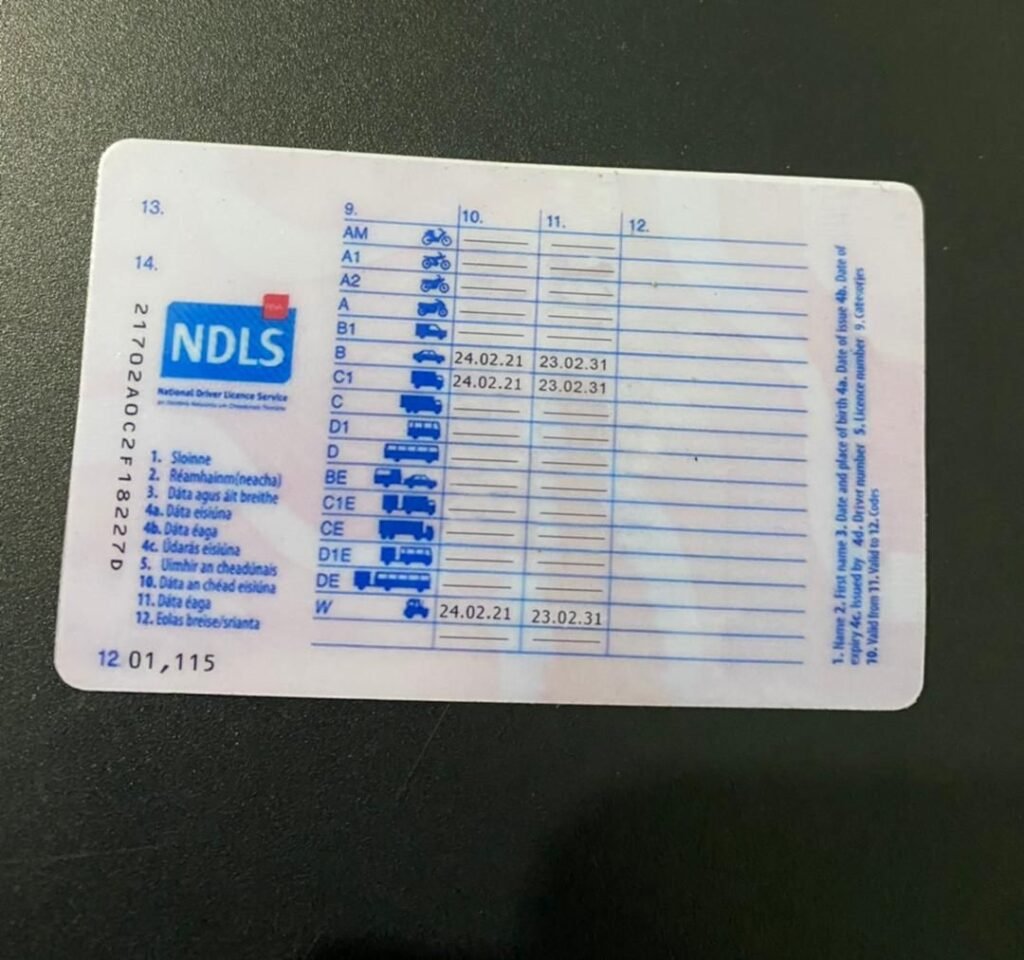 13.
14.
21702A0C2F18227D
NDLS
National Driver Licence Service
1. Sloinne
2. Réamhainm(neacha)
3. Dáta agus áit breithe
4a. Dáta eisiúna
4b. Dáta éaga
4c. Údarás eisiúna
5. Uimhir an cheadúnais
10. Dáta an chéad eisiúna
11. Dáta éaga
12. Eolas breise/srianta
12 01,115
9. 10. 11. 12.
AM
A1
A2
A
B1
B 24.02.21 23.02.31
C1 24.02.21 23.02.31
C
D1
D
BE
C1E
CE
D1E
DE
W 24.02.21 23.02.31
1. Name 2. First name 3. Date and place of birth 4a. Date of issue 4b. Date of
expiry 4c. Issued by 4d. Driver number 5. Licence number 9. Categories
10. Valid from 11. Valid to 12. Codes